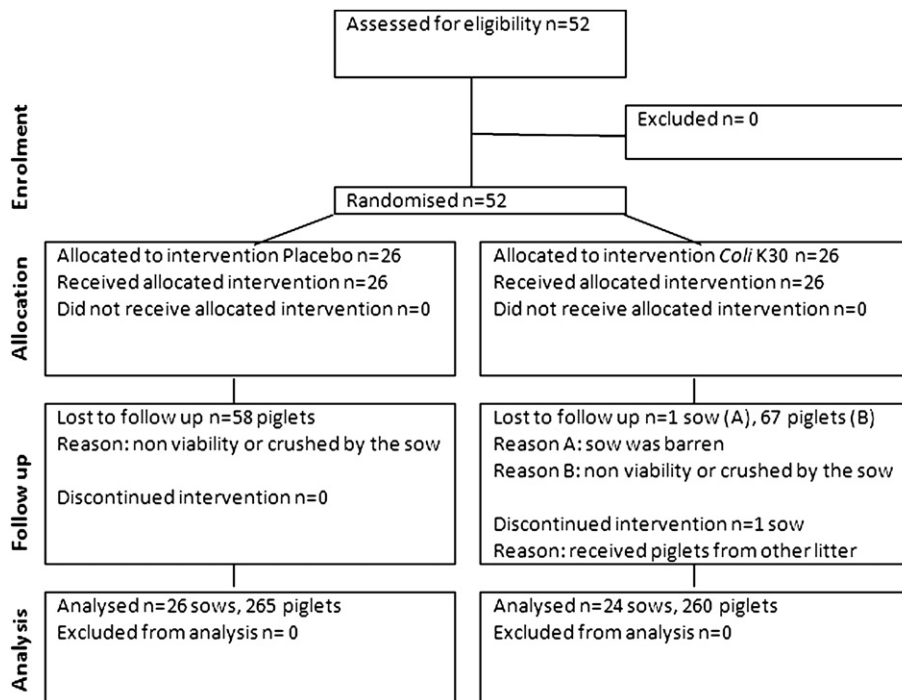 Assessed for eligibility n=52
Enrolment
Excluded n= 0
Randomised n=52
Allocation
Allocated to intervention Placebo n=26
Received allocated intervention n=26
Did not receive allocated intervention n=0
Allocated to intervention Coli K30 n=26
Received allocated intervention n=26
Did not receive allocated intervention n=0
Follow up
Lost to follow up n=58 piglets
Reason: non viability or crushed by the sow
Discontinued intervention n=0
Lost to follow up n=1 sow (A), 67 piglets (B)
Reason A: sow was barren
Reason B: non viability or crushed by the sow
Discontinued intervention n=1 sow
Reason: received piglets from other litter
Analysis
Analysed n=26 sows, 265 piglets
Excluded from analysis n= 0
Analysed n=24 sows, 260 piglets
Excluded from analysis n=0